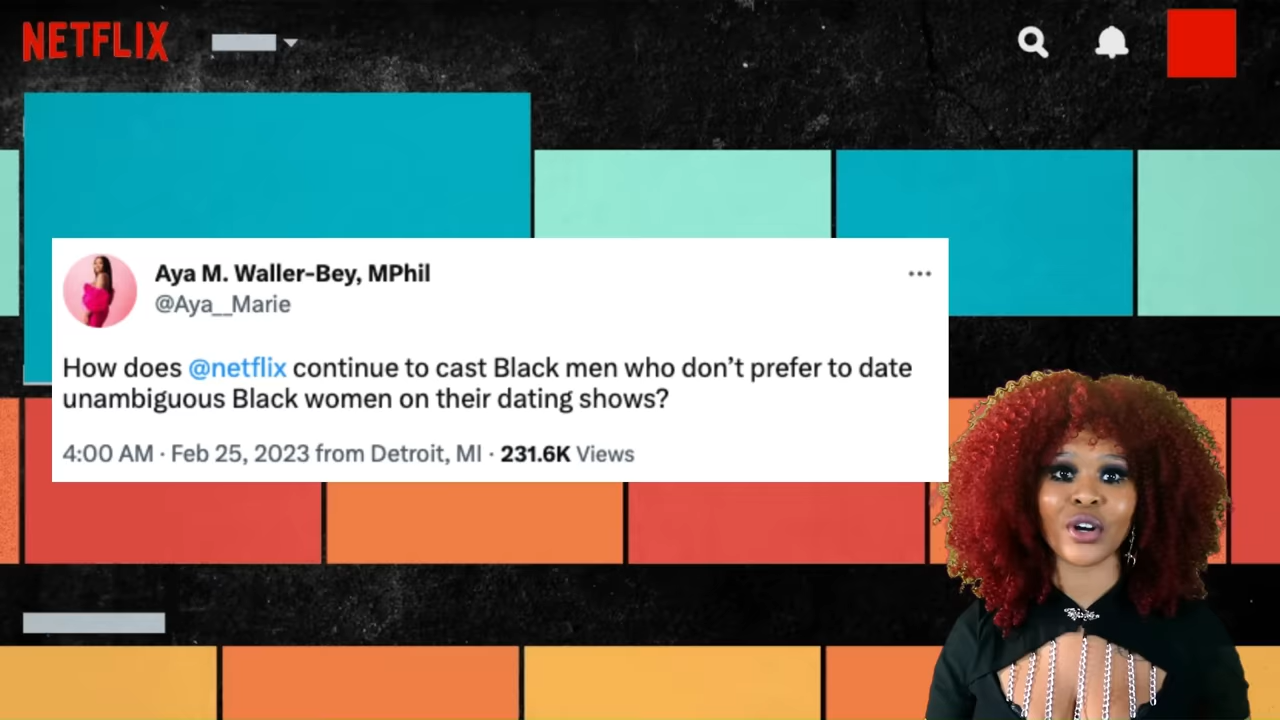 NETFLIX
Aya M. Waller-Bey, MPhil
@Aya__Marie
How does @netflix continue to cast Black men who don’t prefer to date
unambiguous Black women on their dating shows?
4:00 AM · Feb 25, 2023 from Detroit, MI · 231.6K Views